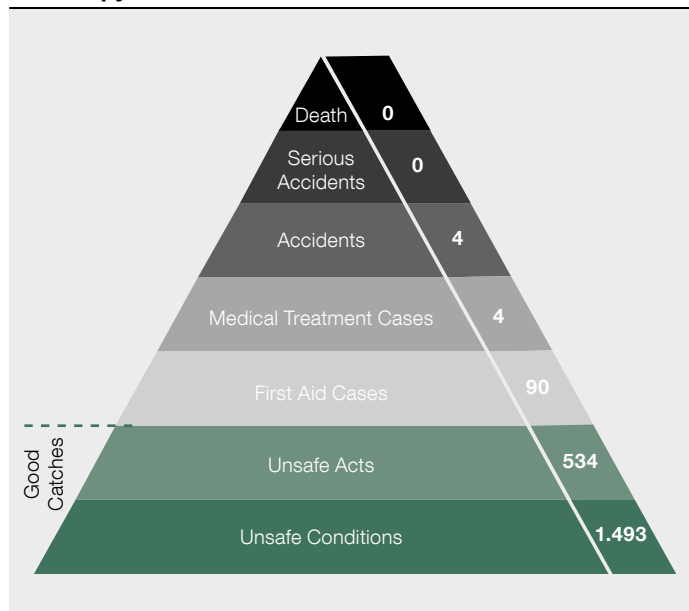 Death 0
Serious
Accidents 0
Accidents 4
Medical Treatment Cases 4
First Aid Cases 90
Good
Catches
Unsafe Acts 534
Unsafe Conditions 1.493